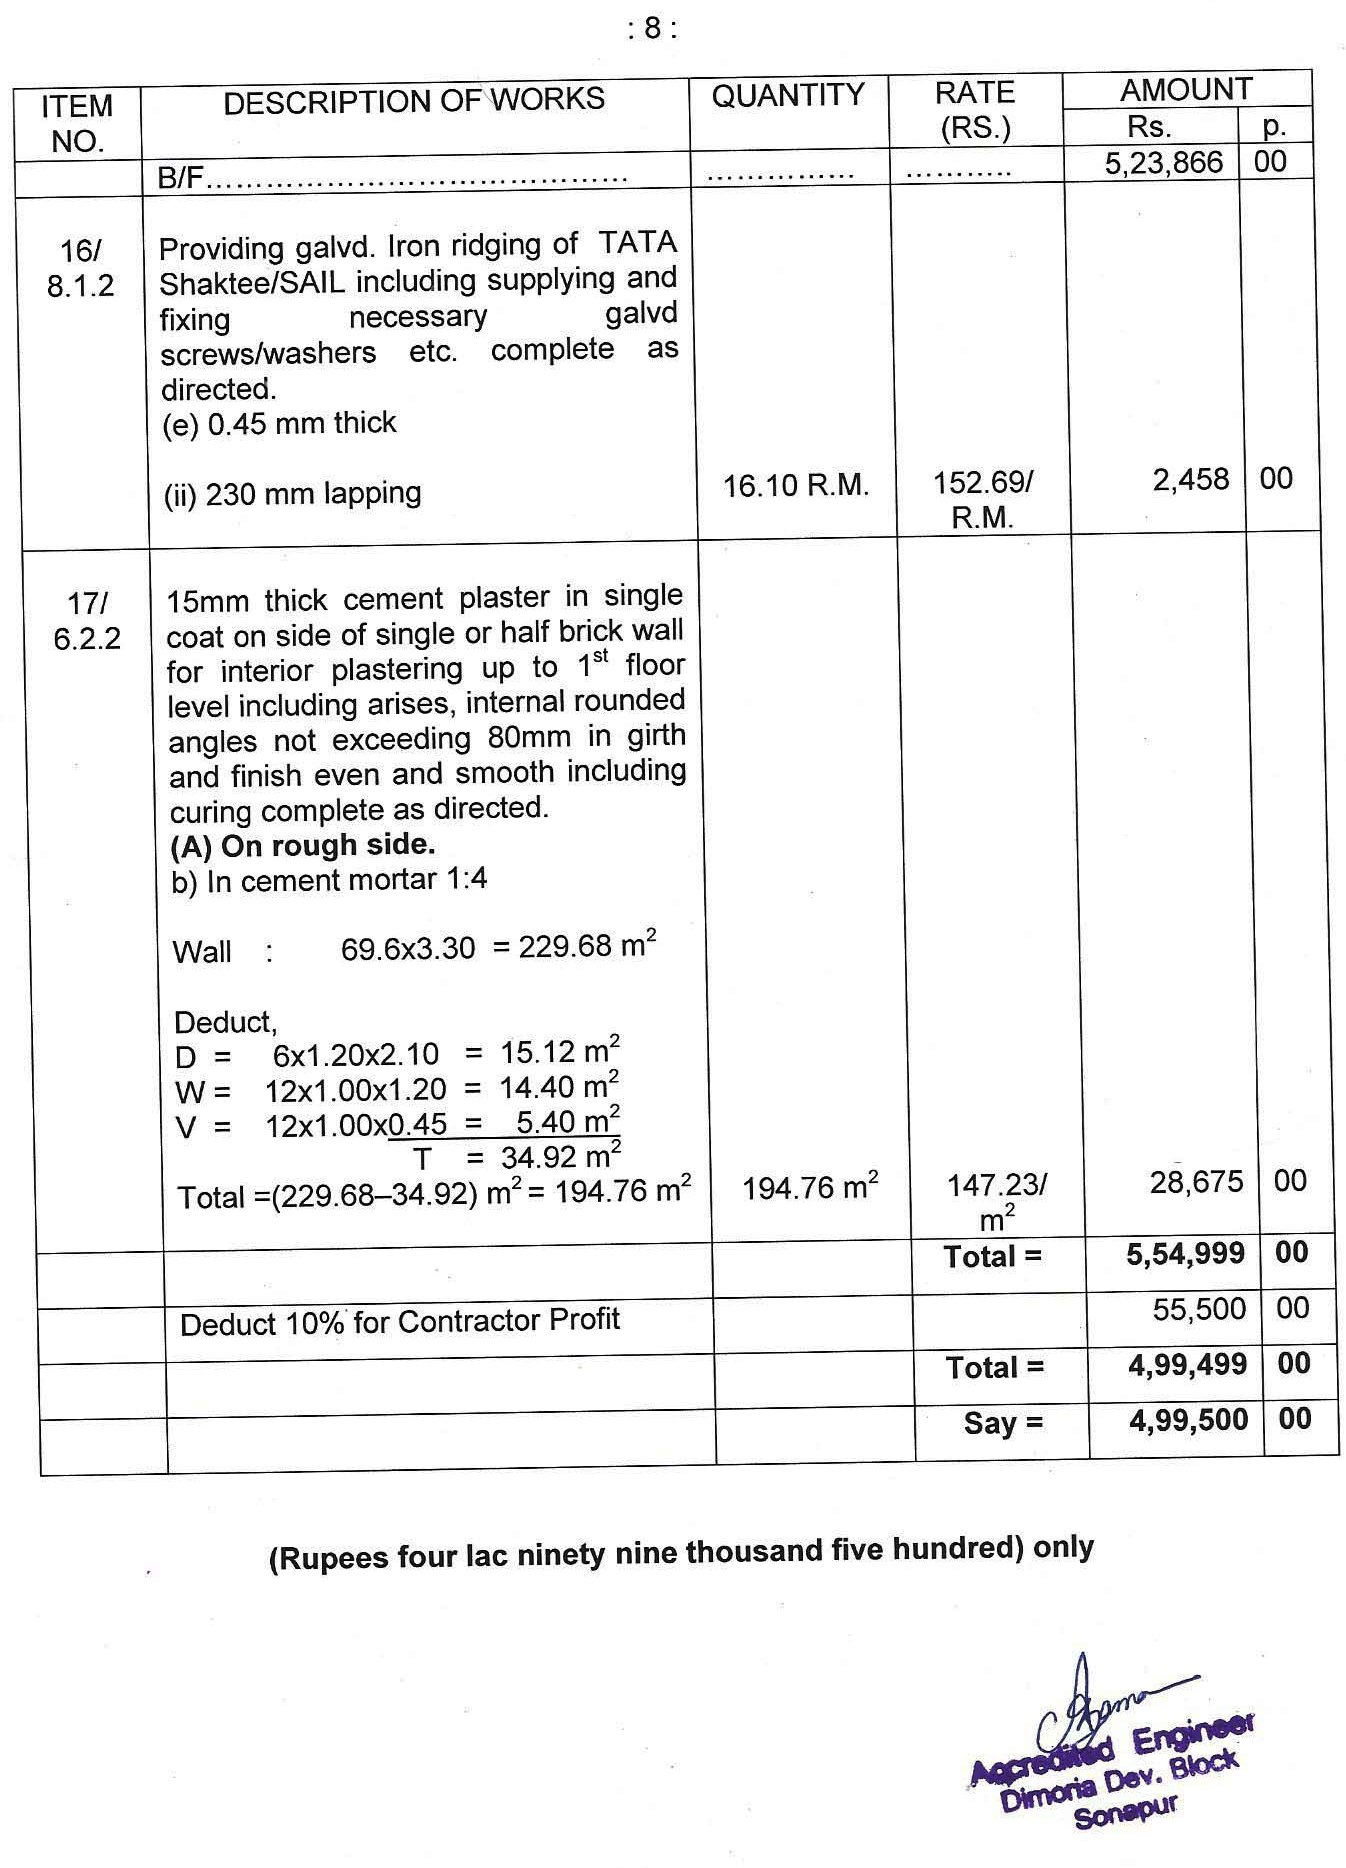 : 8 :
ITEM NO. DESCRIPTION OF WORKS QUANTITY RATE (RS.) AMOUNT
Rs. p.
B/F.......................................... ............... ........... 5,23,866 00
16/ Providing galvd. Iron ridging of TATA
8.1.2 Shaktee/SAIL including supplying and
fixing necessary galvd
screws/washers etc. complete as
directed.
(e) 0.45 mm thick
(ii) 230 mm lapping 16.10 R.M. 152.69/ 2,458 00
R.M.
17/ 15mm thick cement plaster in single
6.2.2 coat on side of single or half brick wall
for interior plastering up to 1st floor
level including arises, internal rounded
angles not exceeding 80mm in girth
and finish even and smooth including
curing complete as directed.
(A) On rough side.
b) In cement mortar 1:4
Wall : 69.6x3.30 = 229.68 m²
Deduct,
D = 6x1.20x2.10 = 15.12 m²
W = 12x1.00x1.20 = 14.40 m²
V = 12x1.00x0.45 = 5.40 m²
T = 34.92 m²
Total =(229.68–34.92) m² = 194.76 m² 194.76 m² 147.23/ 28,675 00
m²
Total = 5,54,999 00
Deduct 10% for Contractor Profit 55,500 00
Total = 4,99,499 00
Say = 4,99,500 00
(Rupees four lac ninety nine thousand five hundred) only
Accredited Engineer
Dimoria Dev. Block
Sonapur